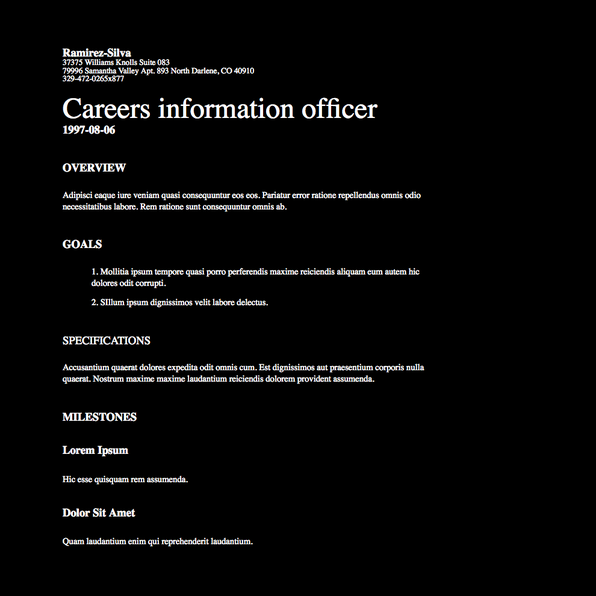 Ramirez-Silva
37375 Williams Knolls Suite 083
79996 Samantha Valley Apt. 893 North Darlene, CO 40910
329-472-0265x877
Careers information officer
1997-08-06
OVERVIEW
Adipisci eaque iure veniam quasi consequuntur eos eos. Pariatur error ratione repellendus omnis odio
necessitatibus labore. Rem ratione sunt consequuntur omnis ab.
GOALS
1. Mollitia ipsum tempore quasi porro perferendis maxime reiciendis aliquam eum autem hic
dolores odit corrupti.
2. SIllum ipsum dignissimos velit labore delectus.
SPECIFICATIONS
Accusantium quaerat dolores expedita odit omnis cum. Est dignissimos aut praesentium corporis nulla
quaerat. Nostrum maxime maxime laudantium reiciendis dolorem provident assumenda.
MILESTONES
Lorem Ipsum
Hic esse quisquam rem assumenda.
Dolor Sit Amet
Quam laudantium enim qui reprehenderit laudantium.